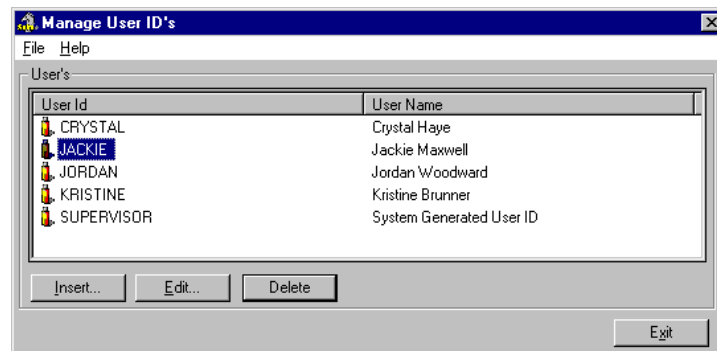 Manage User ID's
File Help
User's
User Id User Name
CRYSTAL Crystal Haye
JACKIE Jackie Maxwell
JORDAN Jordan Woodward
KRISTINE Kristine Brunner
SUPERVISOR System Generated User ID
Insert... Edit... Delete
Exit